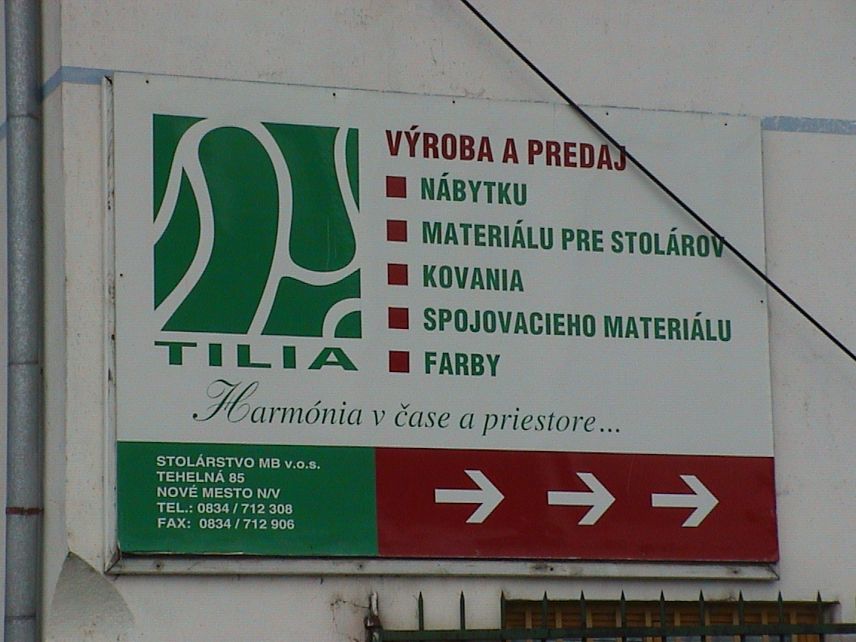 VÝROBA A PREDAJ
NÁBYTKU
MATERIÁLU PRE STOLÁROV
KOVANIA
SPOJOVACIEHO MATERIÁLU
FARBY
TILIA
Harmónia v čase a priestore...
STOLÁRSTVO MB v.o.s.
TEHELNÁ 85
NOVÉ MESTO N/V
TEL.: 0834 / 712 308
FAX: 0834 / 712 906